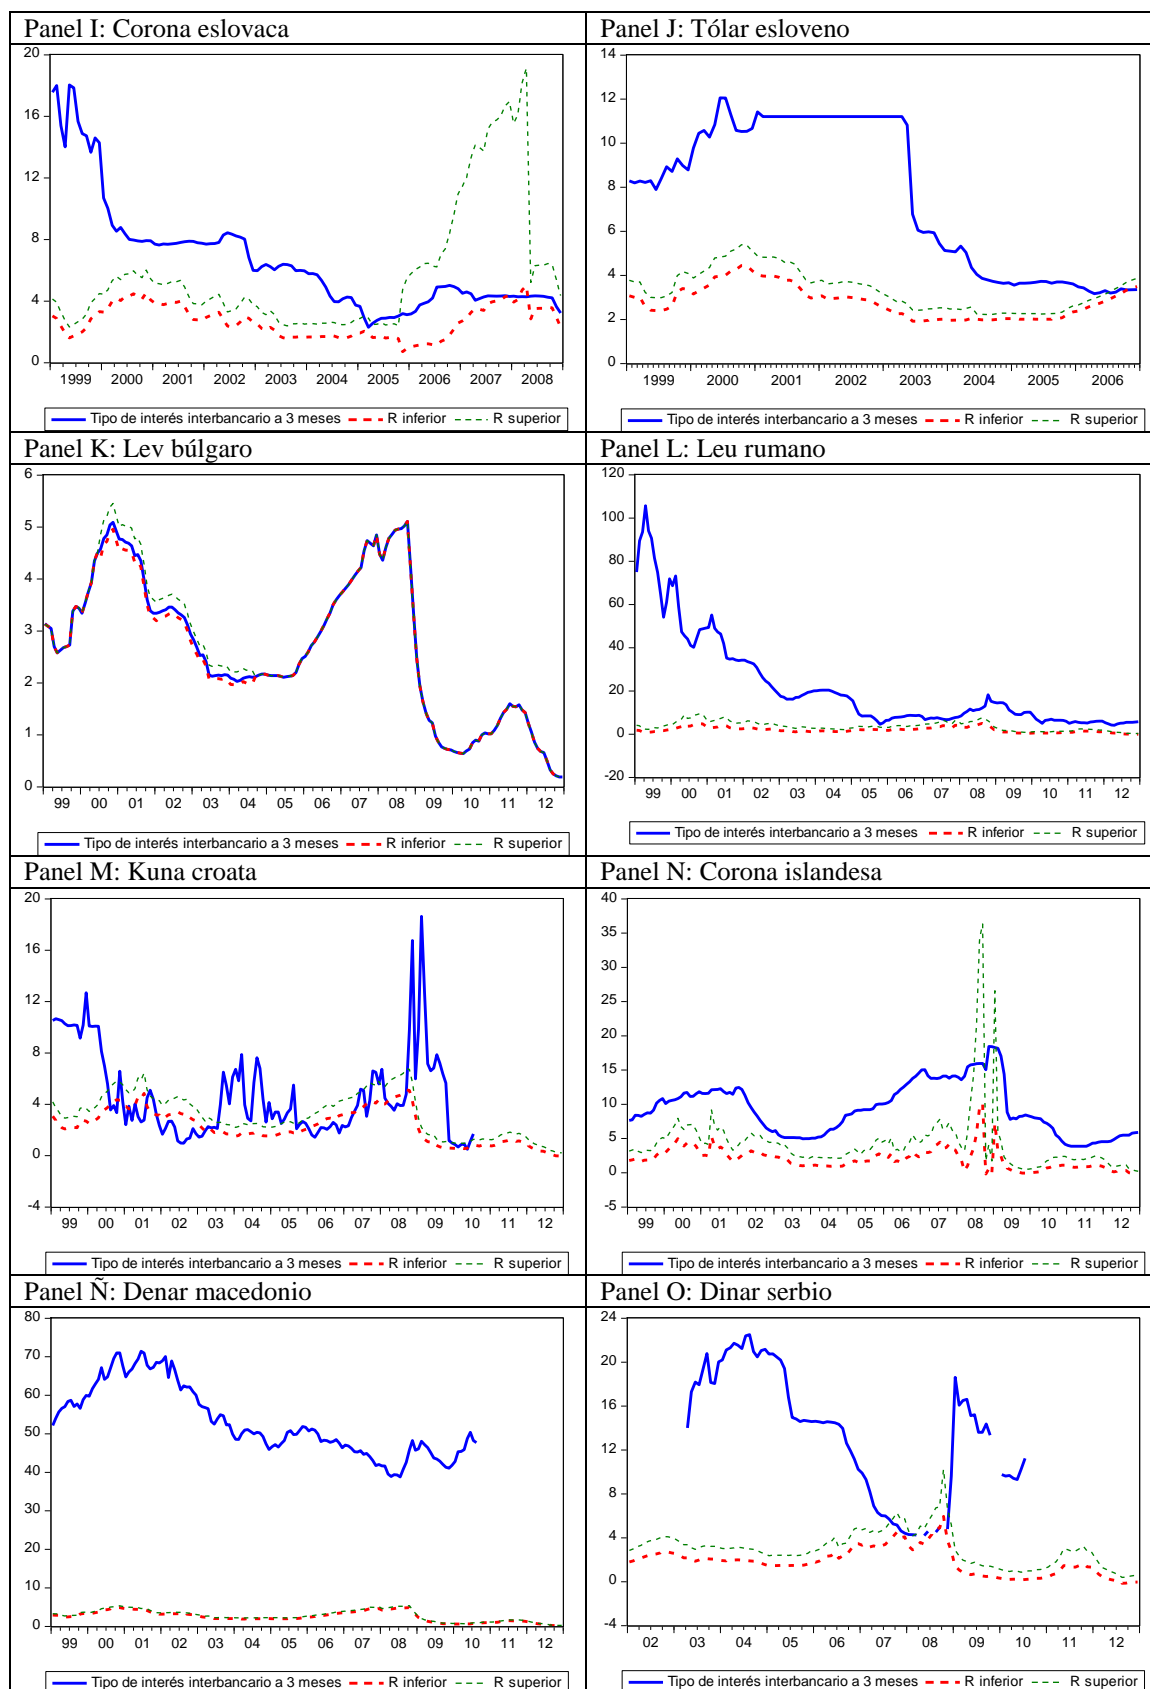 Panel I: Corona eslovaca
20
16
12
8
4
0
1999 2000 2001 2002 2003 2004 2005 2006 2007 2008
Tipo de interés interbancario a 3 meses R inferior R superior
Panel J: Tólar esloveno
14
12
10
8
6
4
2
0
1999 2000 2001 2002 2003 2004 2005 2006
Tipo de interés interbancario a 3 meses R inferior R superior
Panel K: Lev búlgaro
6
5
4
3
2
1
0
99 00 01 02 03 04 05 06 07 08 09 10 11 12
Tipo de interés interbancario a 3 meses R inferior R superior
Panel L: Leu rumano
120
100
80
60
40
20
0
-20
99 00 01 02 03 04 05 06 07 08 09 10 11 12
Tipo de interés interbancario a 3 meses R inferior R superior
Panel M: Kuna croata
20
16
12
8
4
0
-4
99 00 01 02 03 04 05 06 07 08 09 10 11 12
Tipo de interés interbancario a 3 meses R inferior R superior
Panel N: Corona islandesa
40
35
30
25
20
15
10
5
0
-5
99 00 01 02 03 04 05 06 07 08 09 10 11 12
Tipo de interés interbancario a 3 meses R inferior R superior
Panel Ñ: Denar macedonio
80
70
60
50
40
30
20
10
0
99 00 01 02 03 04 05 06 07 08 09 10 11 12
Tipo de interés interbancario a 3 meses R inferior R superior
Panel O: Dinar serbio
24
20
16
12
8
4
0
-4
02 03 04 05 06 07 08 09 10 11 12
Tipo de interés interbancario a 3 meses R inferior R superior